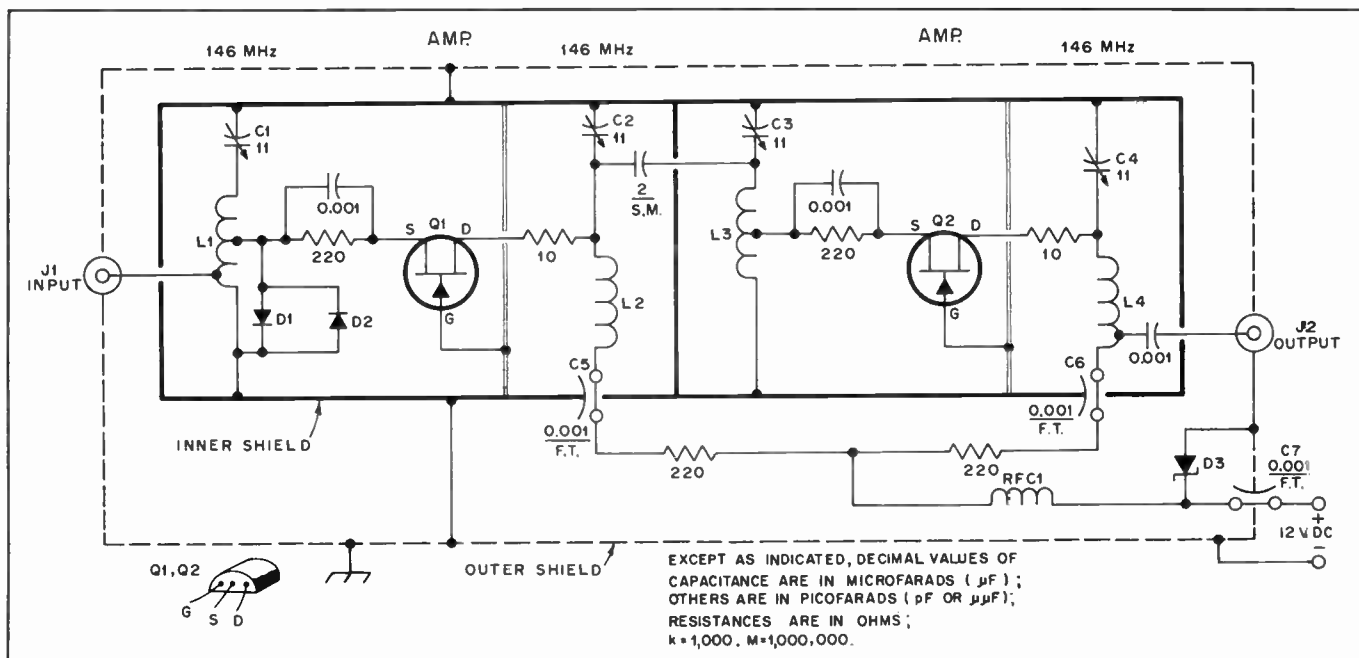 146 MHz
AMP.
146 MHz
AMP.
146 MHz
C1
11
C2
11
C3
11
C4
11
2
S.M.
0.001
0.001
L1
220
S
Q1
D
10
L3
220
S
Q2
D
10
J1
INPUT
D1
D2
G
L2
G
L4
0.001
J2
OUTPUT
C5
C6
INNER SHIELD
0.001
F.T.
0.001
F.T.
220
220
RFC1
D3
C7
0.001
F.T.
+
12 V. DC
–
Q1, Q2
G S D
OUTER SHIELD
EXCEPT AS INDICATED, DECIMAL VALUES OF
CAPACITANCE ARE IN MICROFARADS ( µF ) ;
OTHERS ARE IN PICOFARADS ( pF OR µµF);
RESISTANCES ARE IN OHMS ;
k = 1,000. M=1,000,000.